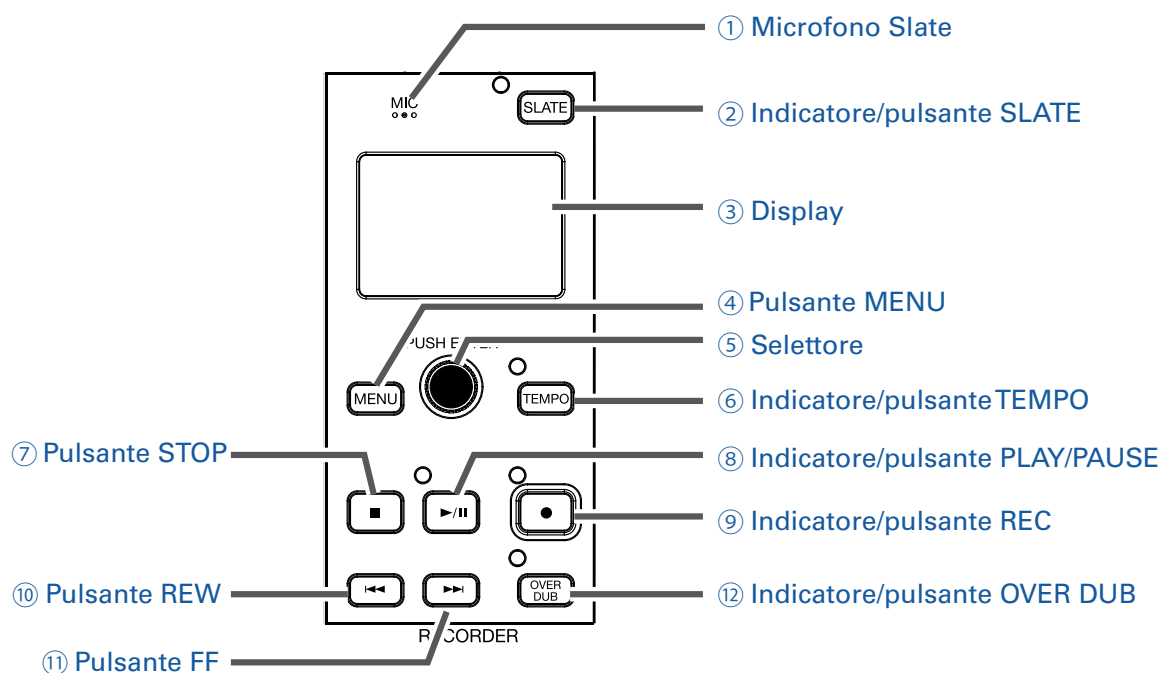 ① Microfono Slate
MIC
SLATE
② Indicatore/pulsante SLATE
③ Display
④ Pulsante MENU
PUSH
⑤ Selettore
MENU
TEMPO
⑥ Indicatore/pulsante TEMPO
⑦ Pulsante STOP
⑧ Indicatore/pulsante PLAY/PAUSE
⑨ Indicatore/pulsante REC
⑩ Pulsante REW
OVER
DUB
⑫ Indicatore/pulsante OVER DUB
RECORDER
⑪ Pulsante FF